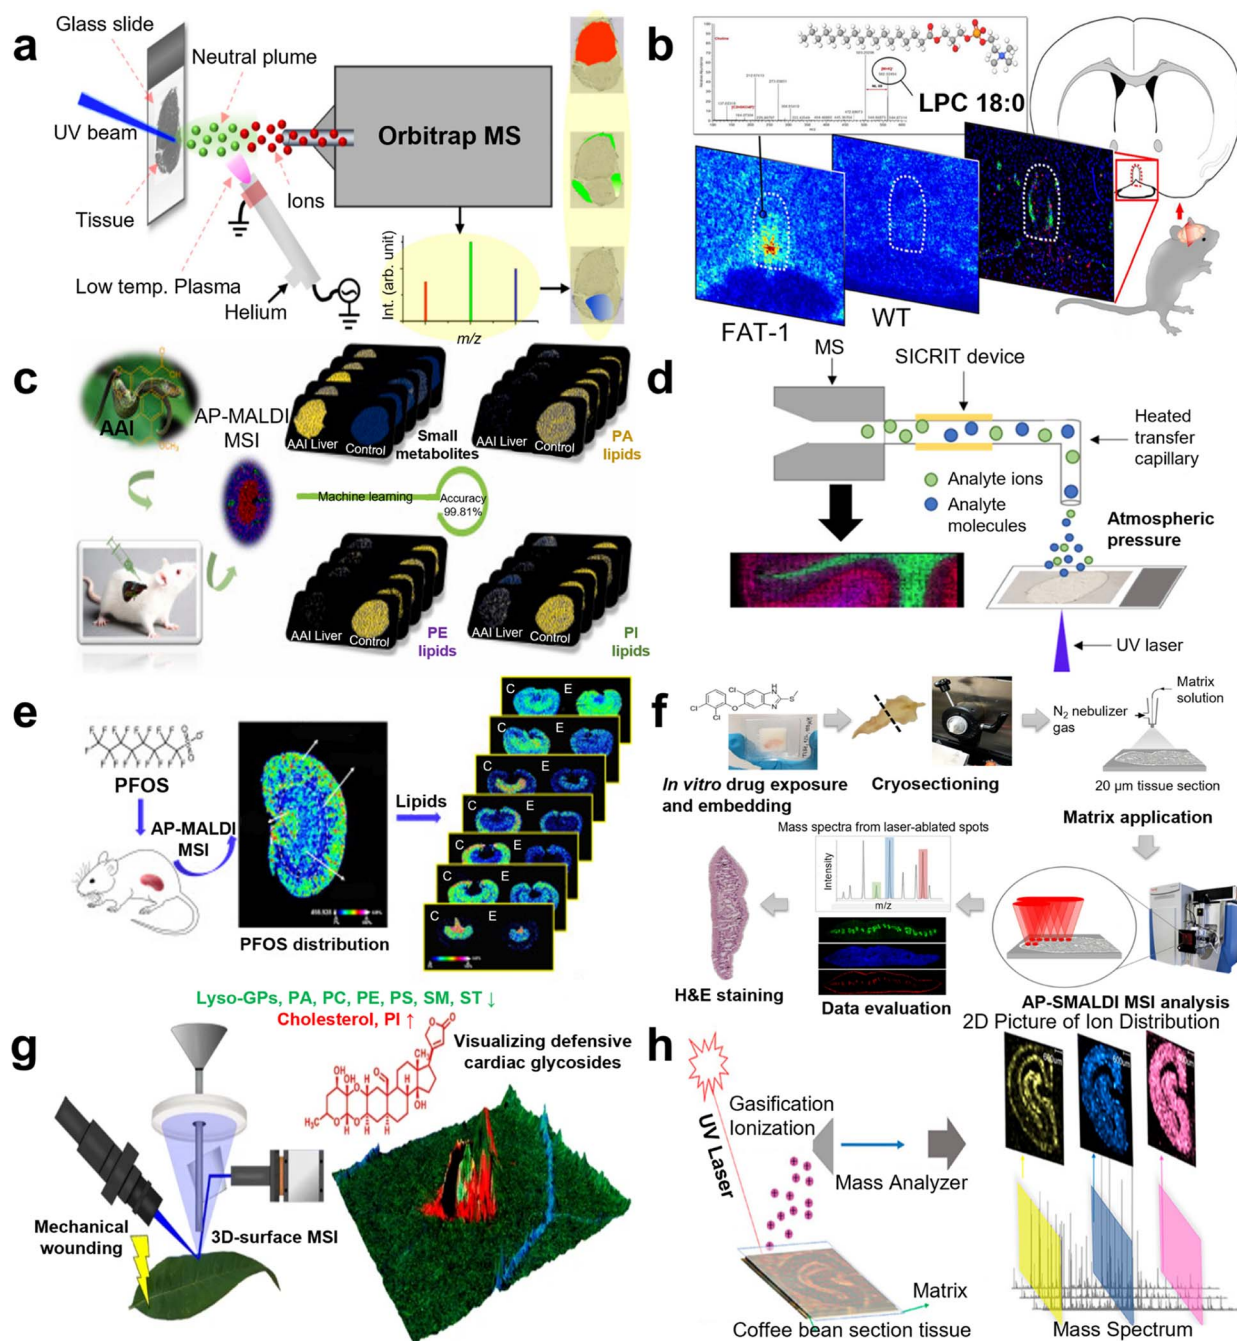 a
Glass slide
Neutral plume
UV beam
Orbitrap MS
Ions
Tissue
Low temp. Plasma
Helium
Int. (arb. unit)
m/z
b
LPC 18:0
FAT-1
WT
c
AAI
AP-MALDI
MSI
AAI Liver
Control
Small
metabolites
AAI Liver
Control
PA
lipids
Machine learning
Accuracy
99.81%
AAI Liver
Control
PE
lipids
AAI Liver
Control
PI
lipids
d
MS
SICRIT device
Heated
transfer
capillary
Analyte ions
Analyte
molecules
Atmospheric
pressure
UV laser
e
PFOS
AP-MALDI
MSI
PFOS distribution
Lipids
C E
C E
C E
C E
C E
C E
C E
Lyso-GPs, PA, PC, PE, PS, SM, ST ↓
Cholesterol, PI ↑
f
In vitro drug exposure
and embedding
Cryosectioning
Matrix
solution
N2 nebulizer
gas
20 µm tissue section
Matrix application
Mass spectra from laser-ablated spots
Intensity
m/z
H&E staining
Data evaluation
AP-SMALDI MSI analysis
g
Visualizing defensive
cardiac glycosides
Mechanical
wounding
3D-surface MSI
h
2D Picture of Ion Distribution
UV Laser
Gasification
Ionization
Mass Analyzer
Matrix
Coffee bean section tissue
Mass Spectrum